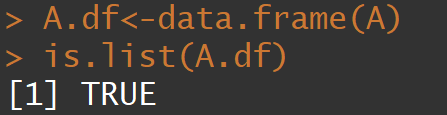 > A.df<-data.frame(A)
> is.list(A.df)
[1] TRUE